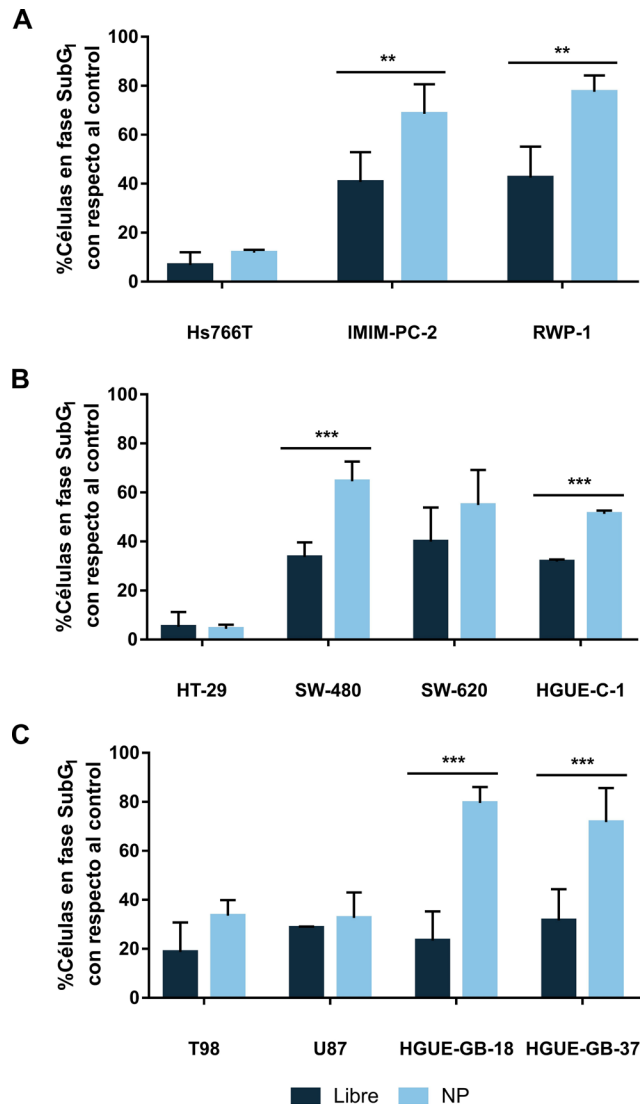 A
%Células en fase SubG1
con respecto al control
100
80
60
40
20
0
**
**
Hs766T IMIM-PC-2 RWP-1
B
%Células en fase SubG1
con respecto al control
100
80
60
40
20
0
***
***
HT-29 SW-480 SW-620 HGUE-C-1
C
%Células en fase SubG1
con respecto al control
100
80
60
40
20
0
***
***
T98 U87 HGUE-GB-18 HGUE-GB-37
Libre NP